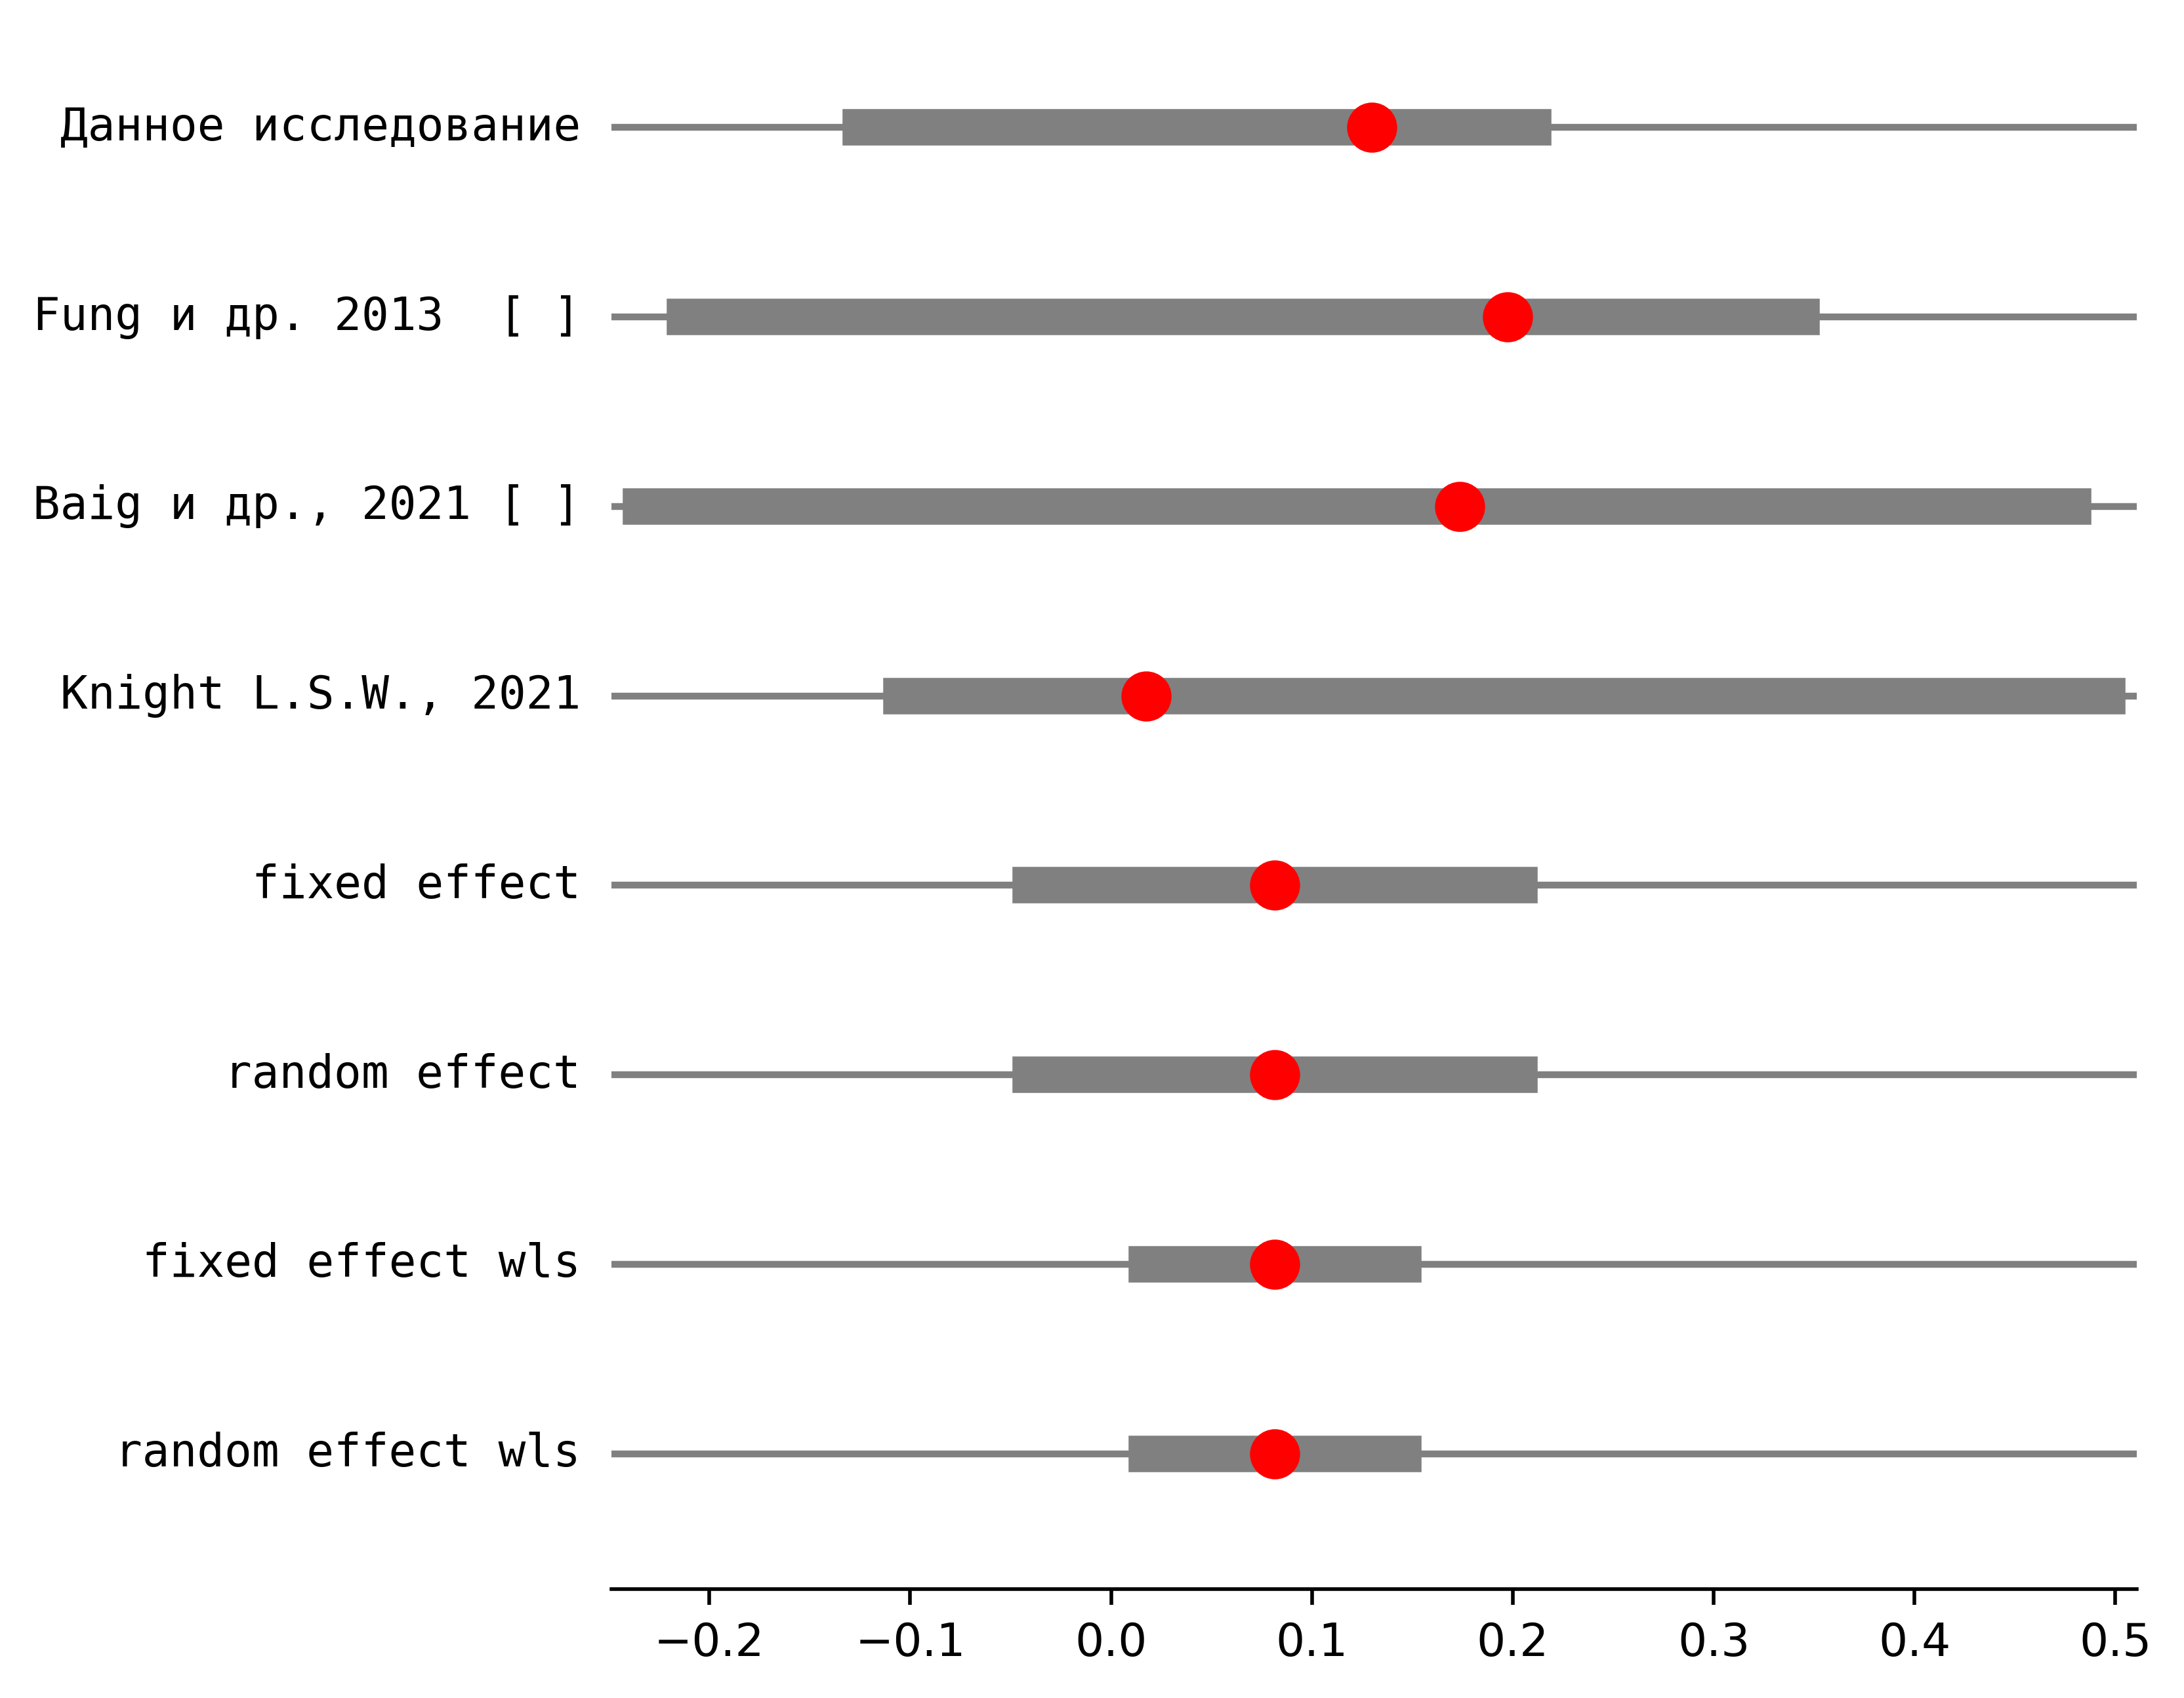 Данное исследование
Fung и др. 2013  [ ]
Baig и др., 2021 [ ]
Knight L.S.W., 2021
fixed effect
random effect
fixed effect wls
random effect wls
−0.2 −0.1 0.0 0.1 0.2 0.3 0.4 0.5